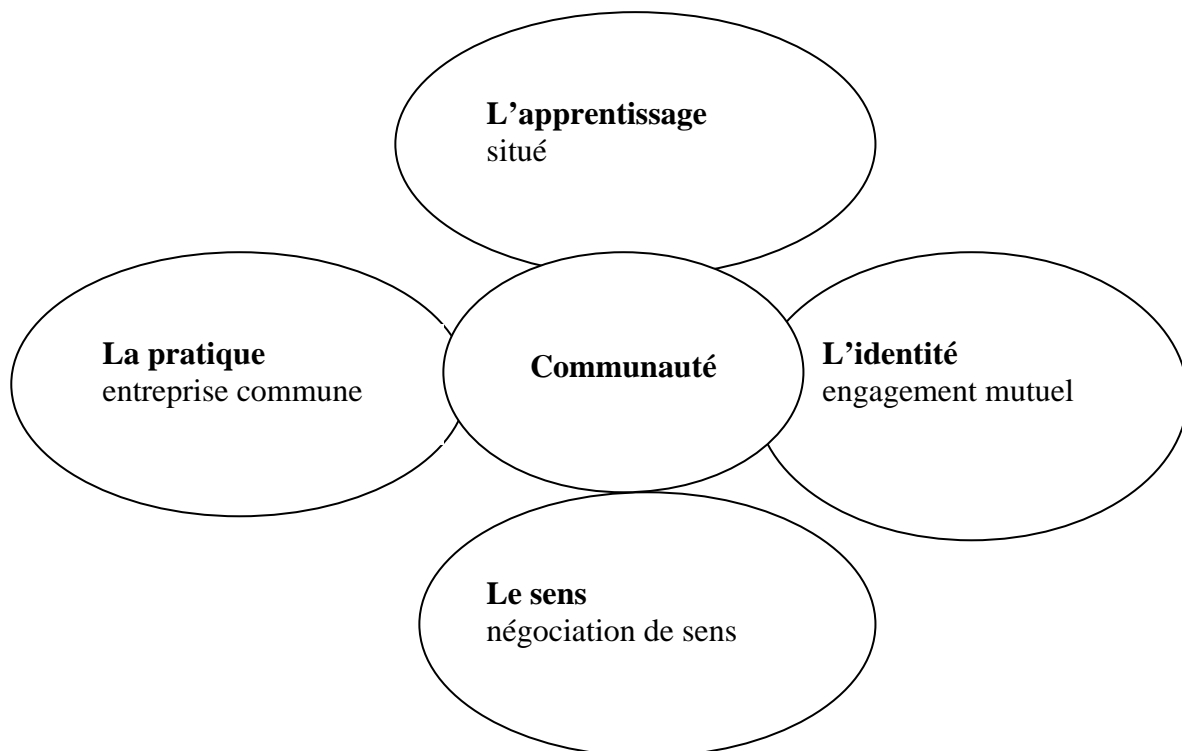 L’apprentissage
situé
La pratique
entreprise commune
Communauté
L’identité
engagement mutuel
Le sens
négociation de sens